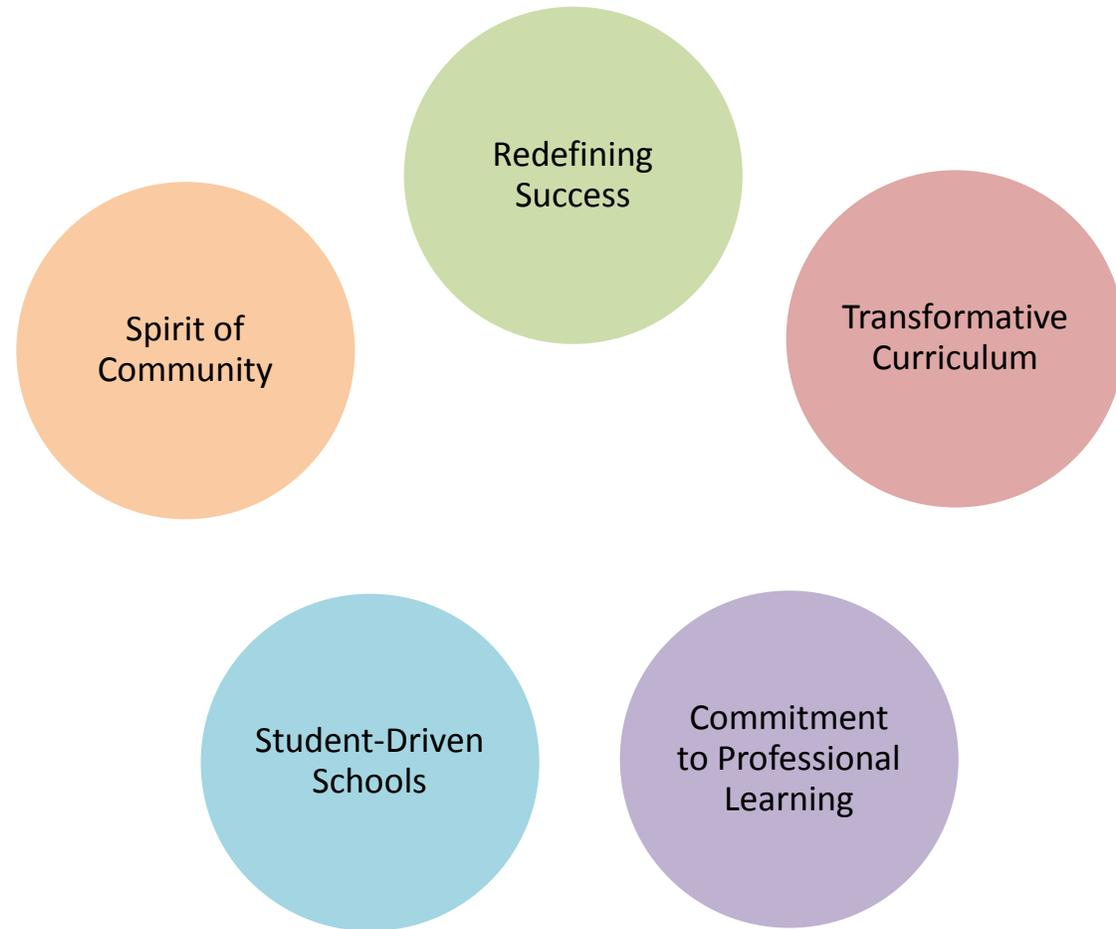 Redefining
Success
Spirit of
Community
Transformative
Curriculum
Student-Driven
Schools
Commitment
to Professional
Learning